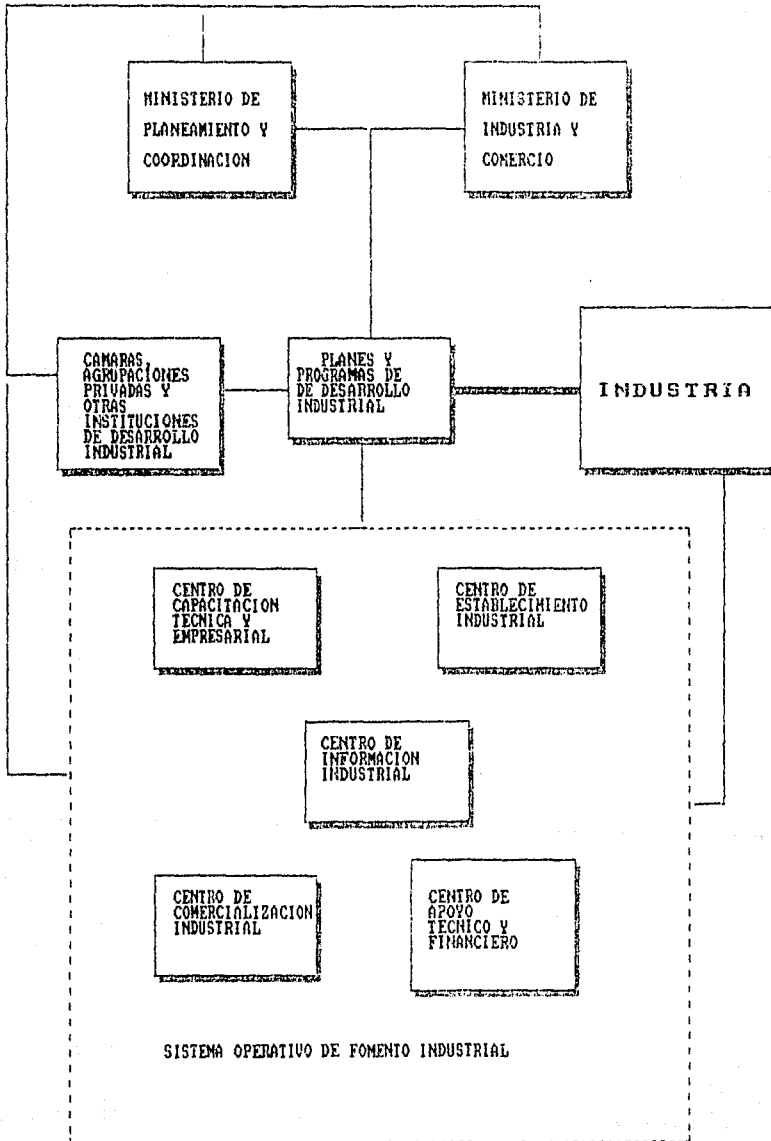 MINISTERIO DE
PLANEAMIENTO Y
COORDINACION
MINISTERIO DE
INDUSTRIA Y
COMERCIO
CAMARAS,
AGRUPACIONES
PRIVADAS Y
OTRAS
INSTITUCIONES
DE DESARROLLO
INDUSTRIAL
PLANES Y
PROGRAMAS DE
DE DESARROLLO
INDUSTRIAL
INDUSTRIA
CENTRO DE
CAPACITACION
TECNICA Y
EMPRESARIAL
CENTRO DE
ESTABLECIMIENTO
INDUSTRIAL
CENTRO DE
INFORMACION
INDUSTRIAL
CENTRO DE
COMERCIALIZACION
INDUSTRIAL
CENTRO DE
APOYO
TECNICO Y
FINANCIERO
SISTEMA OPERATIVO DE FOMENTO INDUSTRIAL